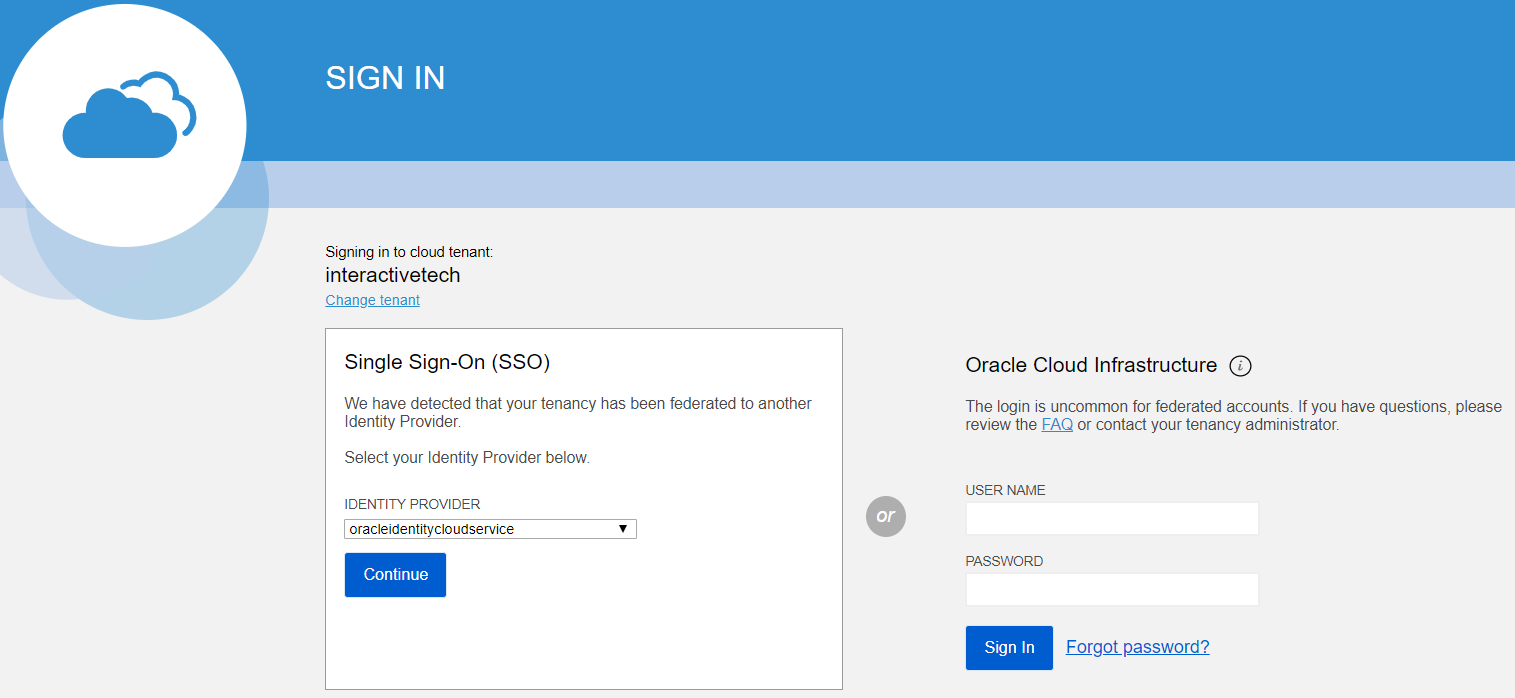 SIGN IN
Signing in to cloud tenant:
interactivetech
Change tenant
Single Sign-On (SSO)
We have detected that your tenancy has been federated to another
Identity Provider.
Select your Identity Provider below.
IDENTITY PROVIDER
oracleidentitycloudservice
Continue
or
Oracle Cloud Infrastructure i
The login is uncommon for federated accounts. If you have questions, please
review the FAQ or contact your tenancy administrator.
USER NAME
PASSWORD
Sign In Forgot password?